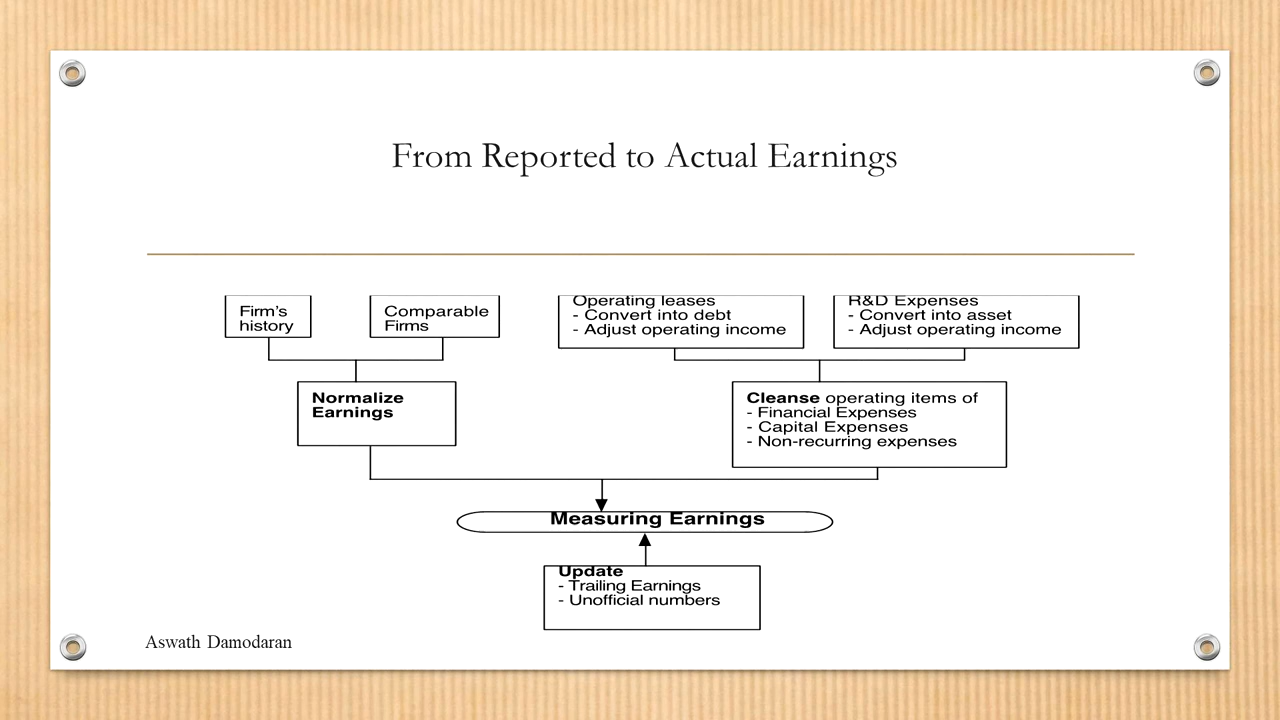 From Reported to Actual Earnings
Firm's
history
Comparable
Firms
Operating leases
- Convert into debt
- Adjust operating income
R&D Expenses
- Convert into asset
- Adjust operating income
Normalize
Earnings
Cleanse operating items of
- Financial Expenses
- Capital Expenses
- Non-recurring expenses
Measuring Earnings
Update
- Trailing Earnings
- Unofficial numbers
Aswath Damodaran